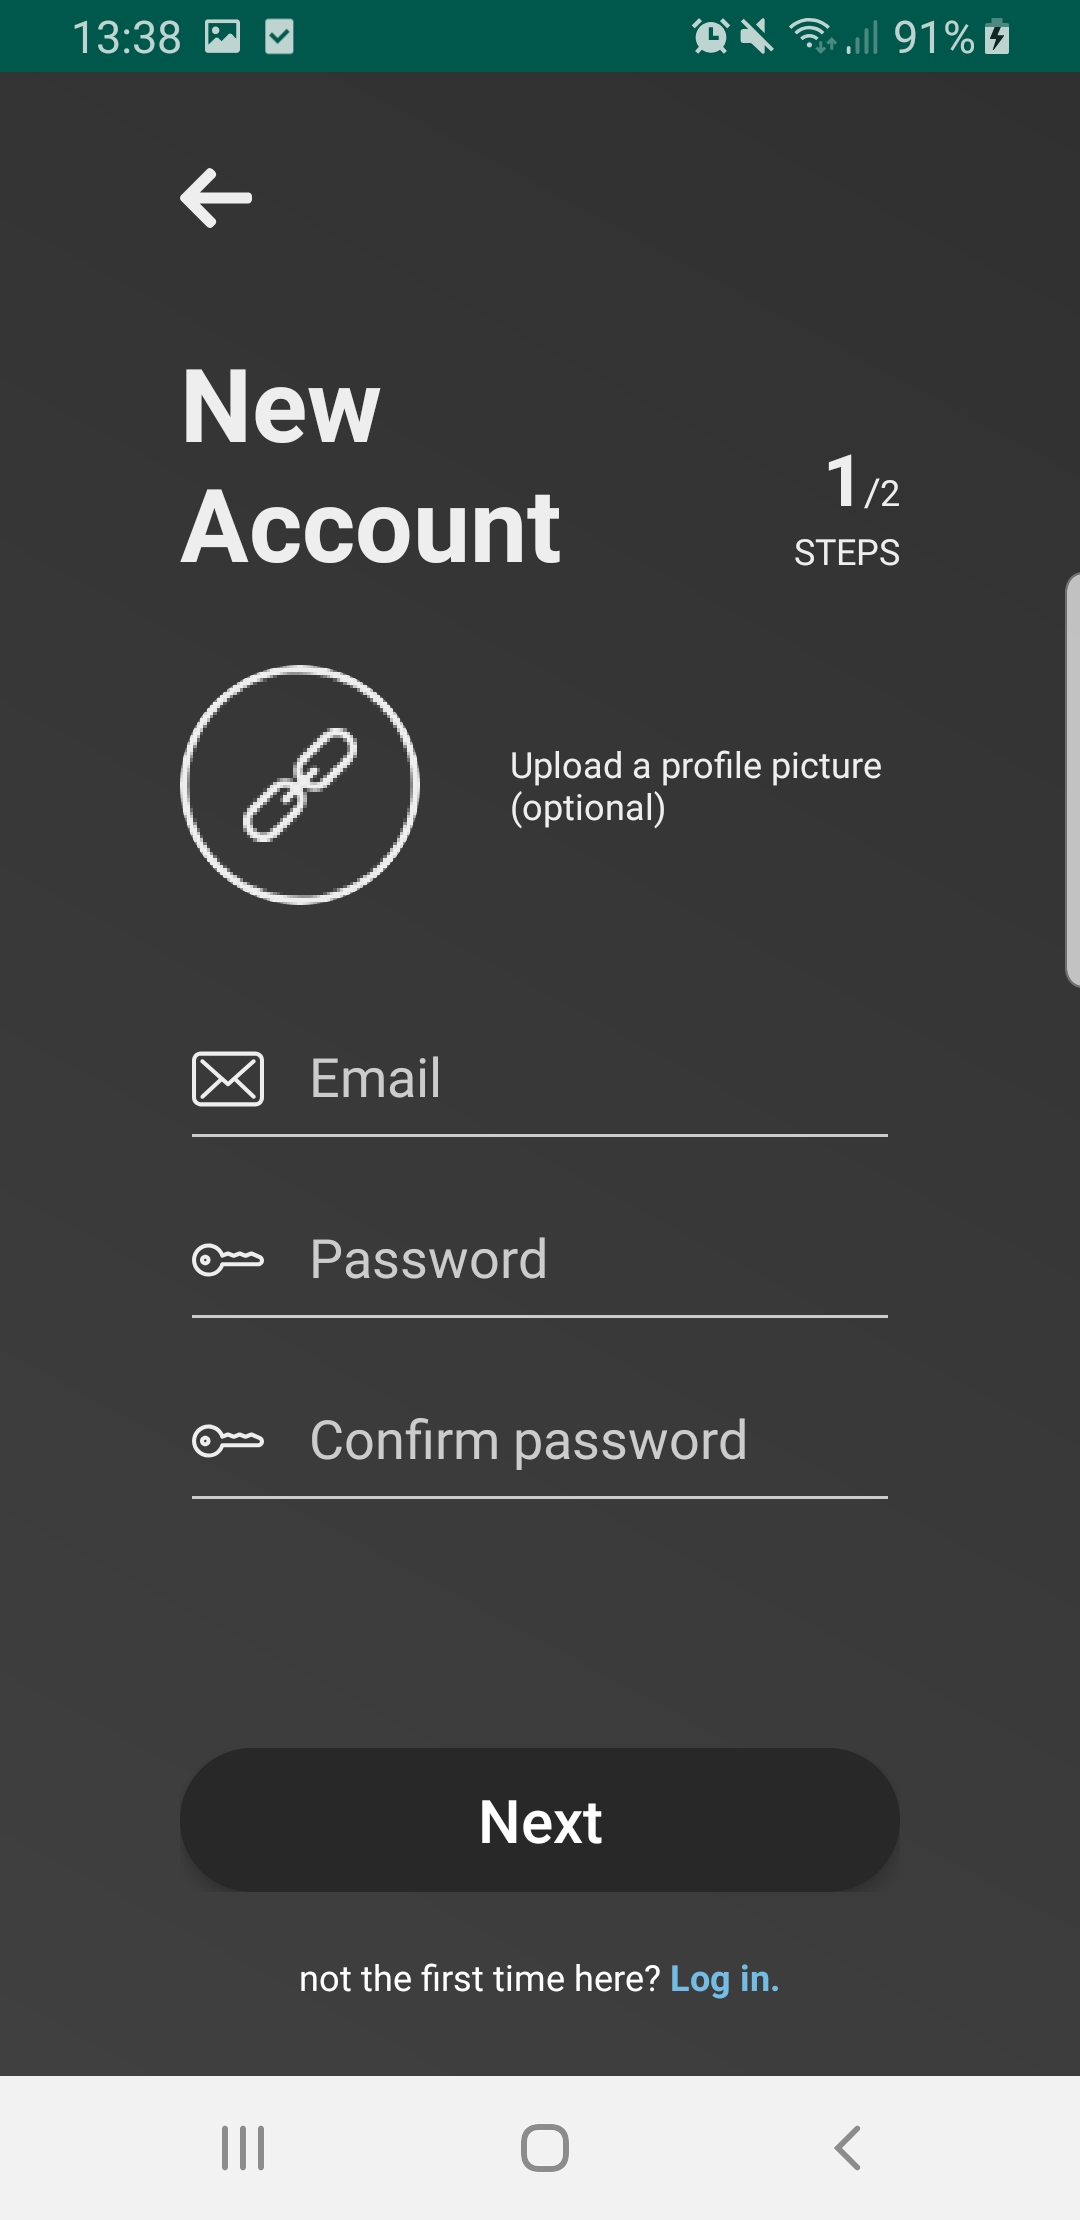 13:38 91%
New
Account
1/2
STEPS
Upload a profile picture
(optional)
Email
Password
Confirm password
Next
not the first time here? Log in.